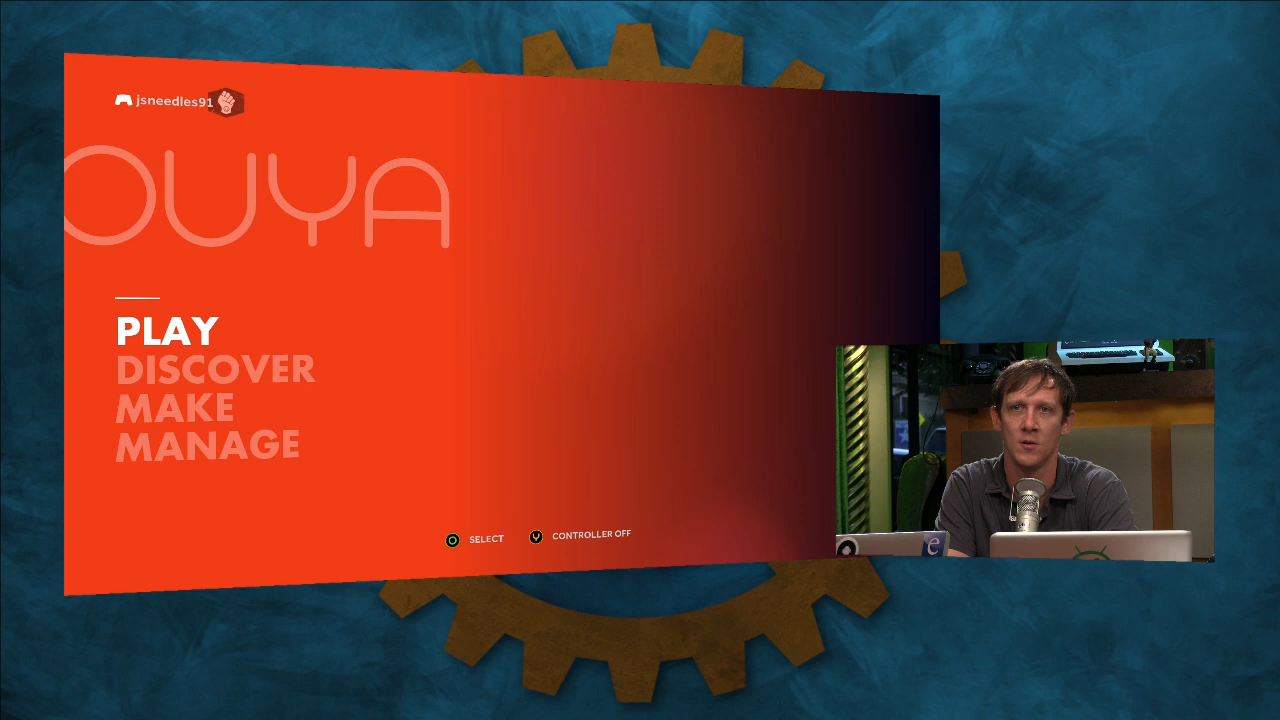 jsneedles91
OUYA
PLAY
DISCOVER
MAKE
MANAGE
SELECT
CONTROLLER OFF
e